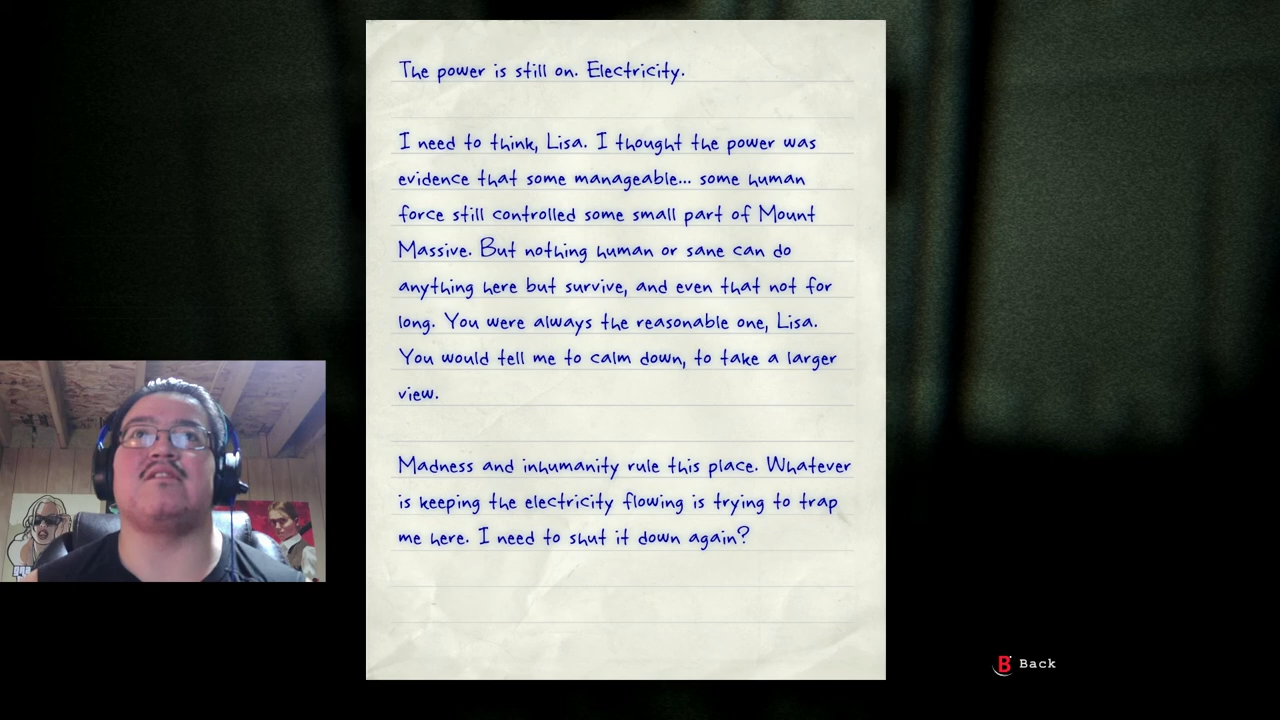 The power is still on. Electricity.
I need to think, Lisa. I thought the power was
evidence that some manageable... some human
force still controlled some small part of Mount
Massive. But nothing human or sane can do
anything here but survive, and even that not for
long. You were always the reasonable one, Lisa.
You would tell me to calm down, to take a larger
view.
Madness and inhumanity rule this place. Whatever
is keeping the electricity flowing is trying to trap
me here. I need to shut it down again?
B Back